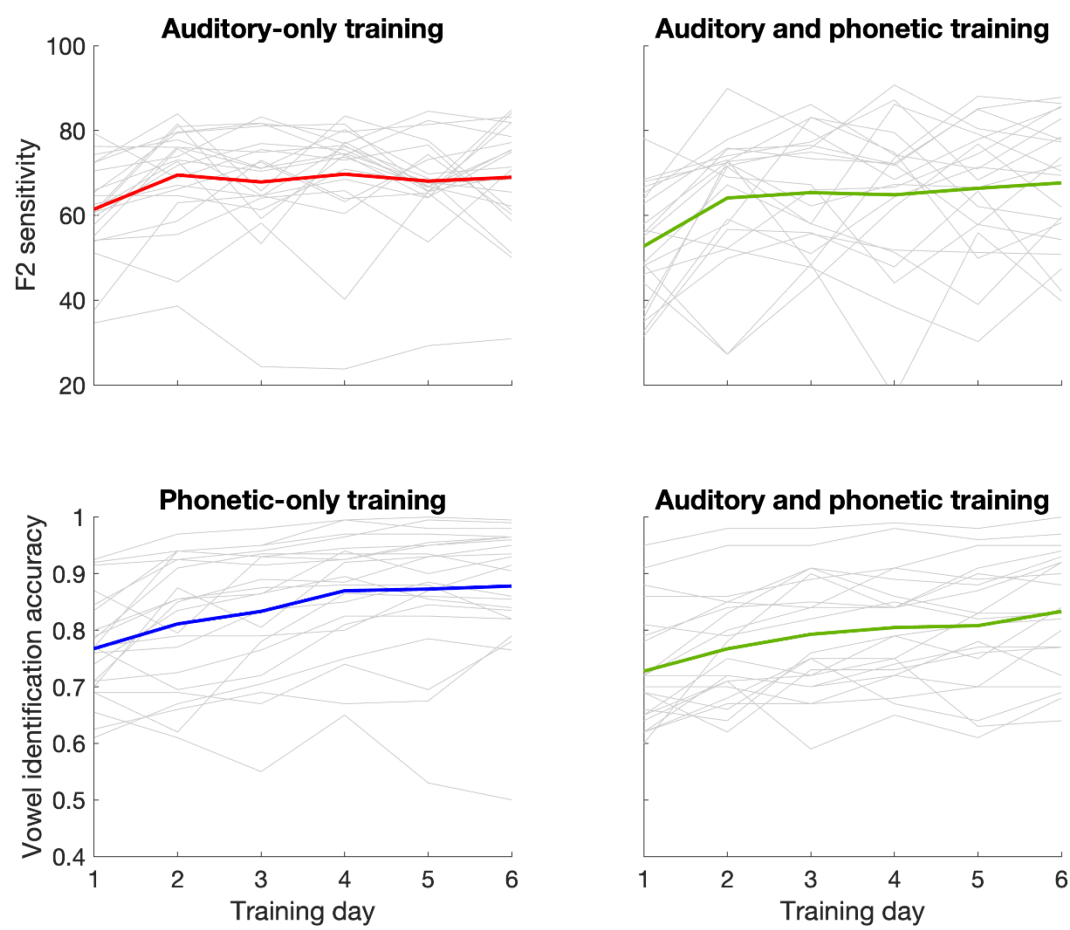 Auditory-only training
Auditory and phonetic training
F2 sensitivity
100
80
60
40
20
Phonetic-only training
Auditory and phonetic training
Vowel identification accuracy
1
0.9
0.8
0.7
0.6
0.5
0.4
1 2 3 4 5 6
1 2 3 4 5 6
Training day
Training day